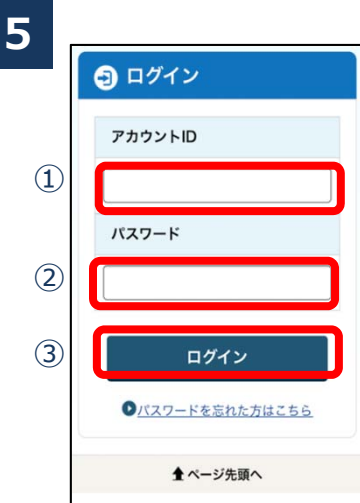 5
ログイン
アカウントID
①
パスワード
②
③ ログイン
パスワードを忘れた方はこちら
ページ先頭へ